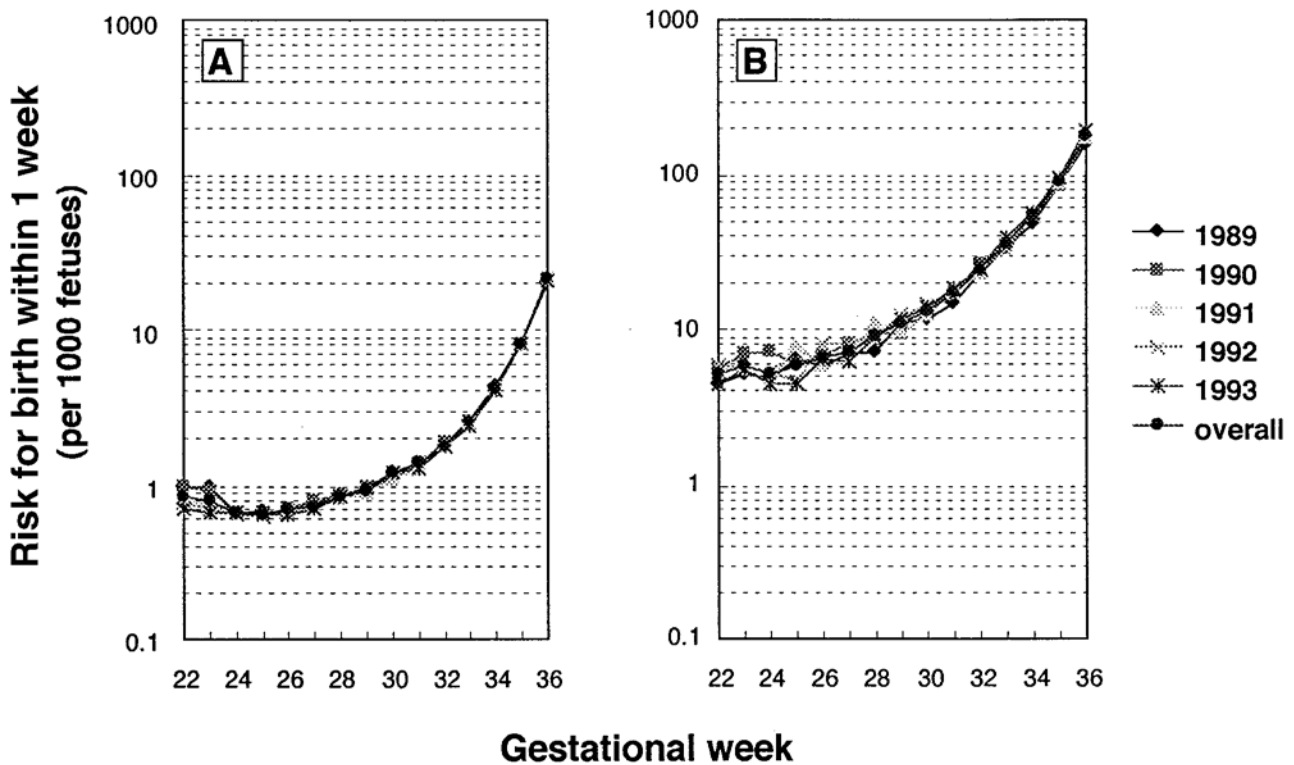 Risk for birth within 1 week
(per 1000 fetuses)
A
1000
100
10
1
0.1
22 24 26 28 30 32 34 36
B
1000
100
10
1
0.1
22 24 26 28 30 32 34 36
1989
1990
1991
1992
1993
overall
Gestational week